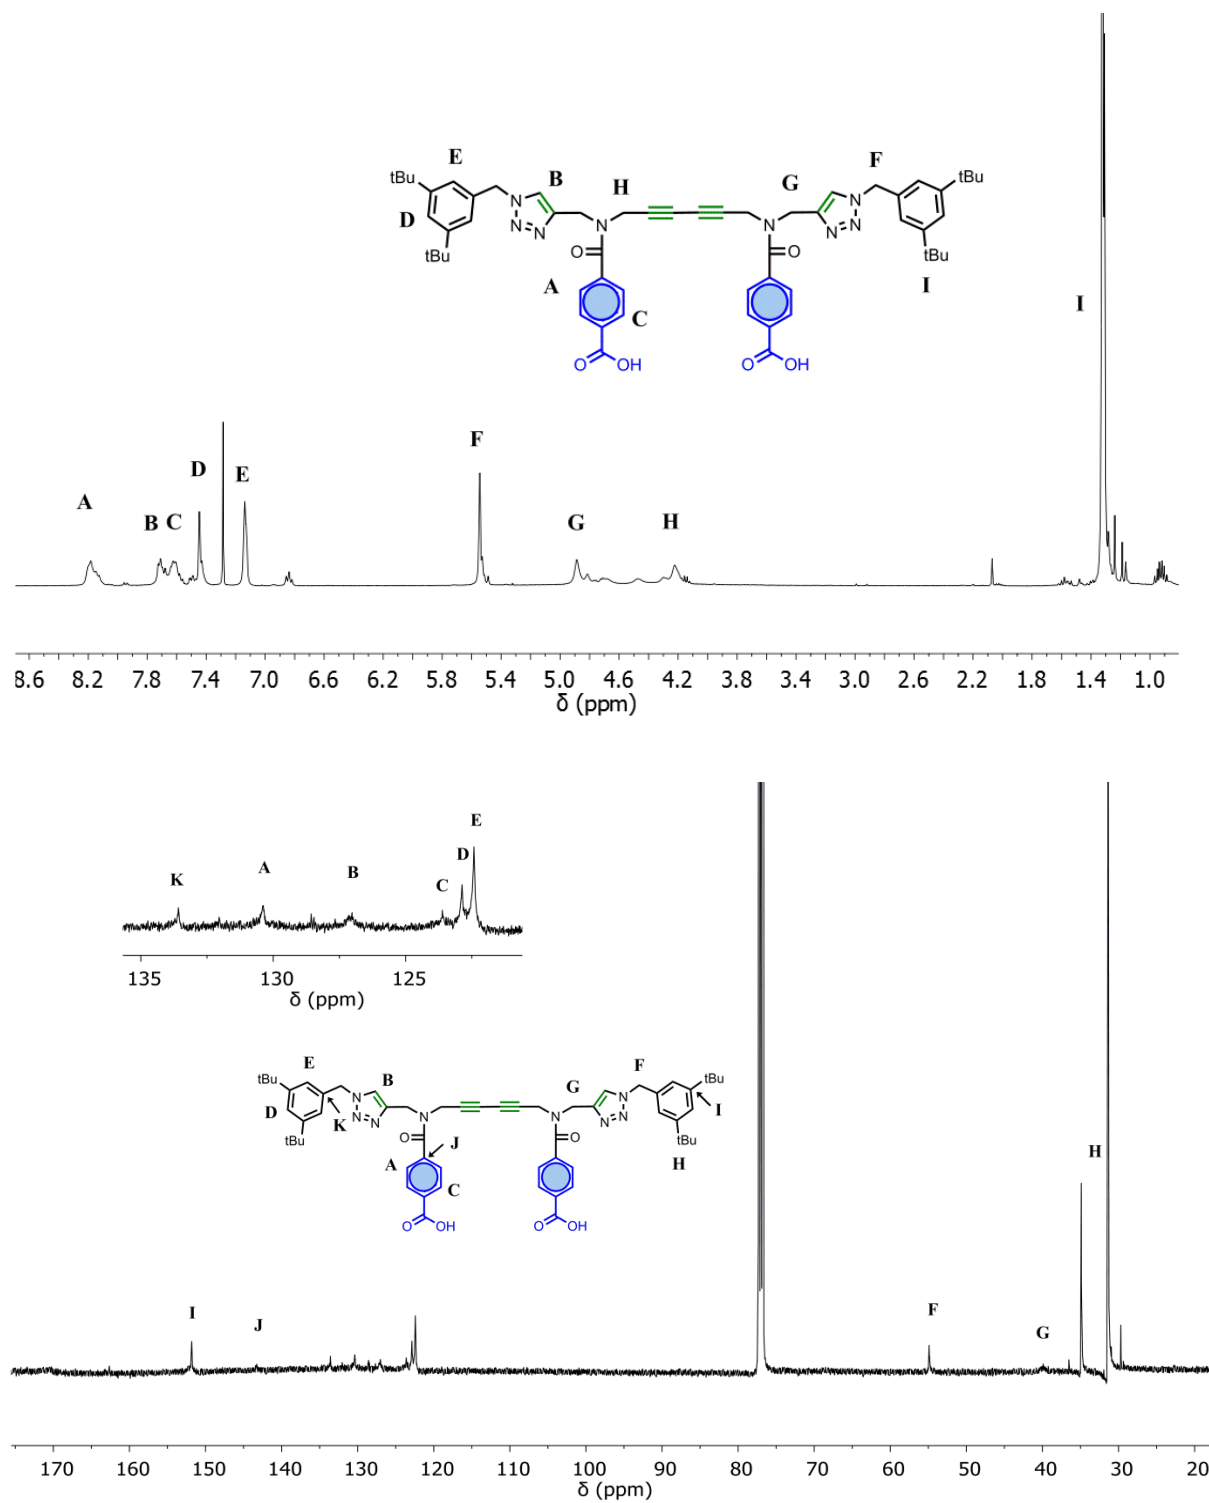 E
F
tBu
B
H
G
tBu
D
N
N
N
N
N=N
N
N
N
tBu
O
O
tBu
I
A
C
I
O
OH
O
OH
F
D
E
A
B
C
G
H
8.6 8.2 7.8 7.4 7.0 6.6 6.2 5.8 5.4 5.0 4.6 4.2 3.8 3.4 3.0 2.6 2.2 1.8 1.4 1.0
δ (ppm)
E
D
K
A
B
C
135 130 125
δ (ppm)
E
F
tBu
B
G
tBu
D
N
N
N
I
K
N=N
N
N
N
tBu
O
J
O
tBu
A
H
C
H
O
OH
O
OH
I
J
F
G
170 160 150 140 130 120 110 100 90 80 70 60 50 40 30 20
δ (ppm)